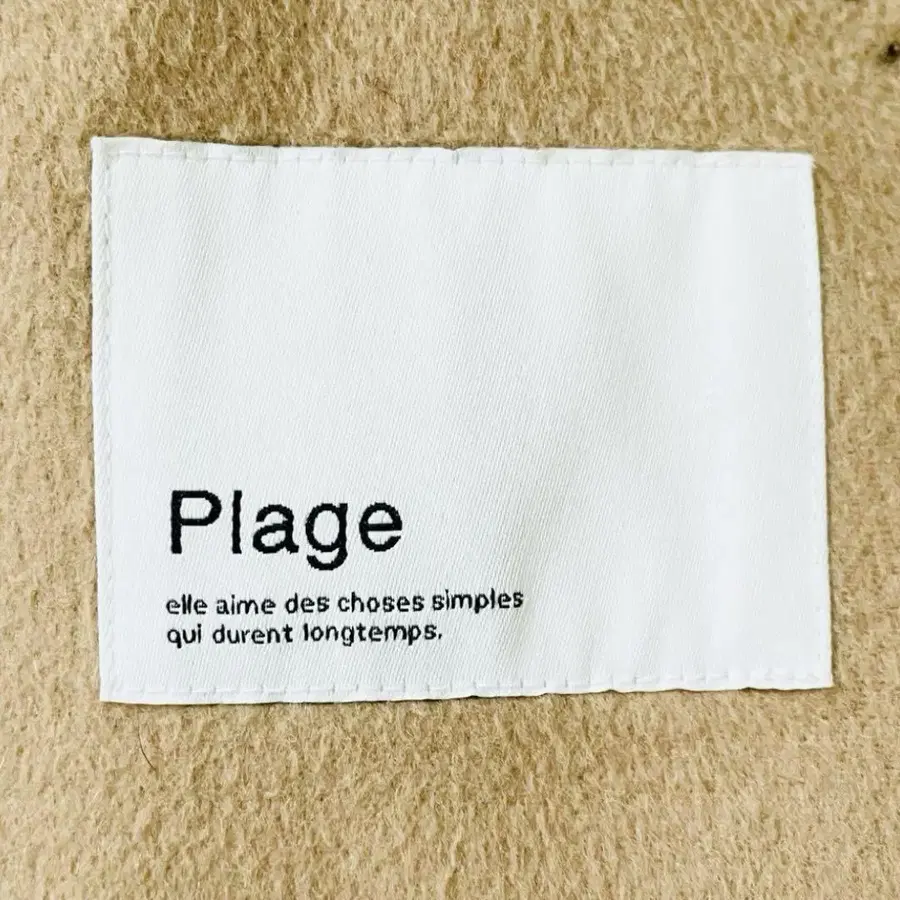 Plage
elle aime des choses simples
qui durent longtemps.